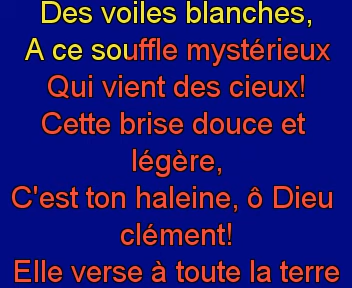 Des voiles blanches,
A ce souffle mystérieux
Qui vient des cieux!
Cette brise douce et
légère,
C'est ton haleine, ô Dieu
clément!
Elle verse à toute la terre